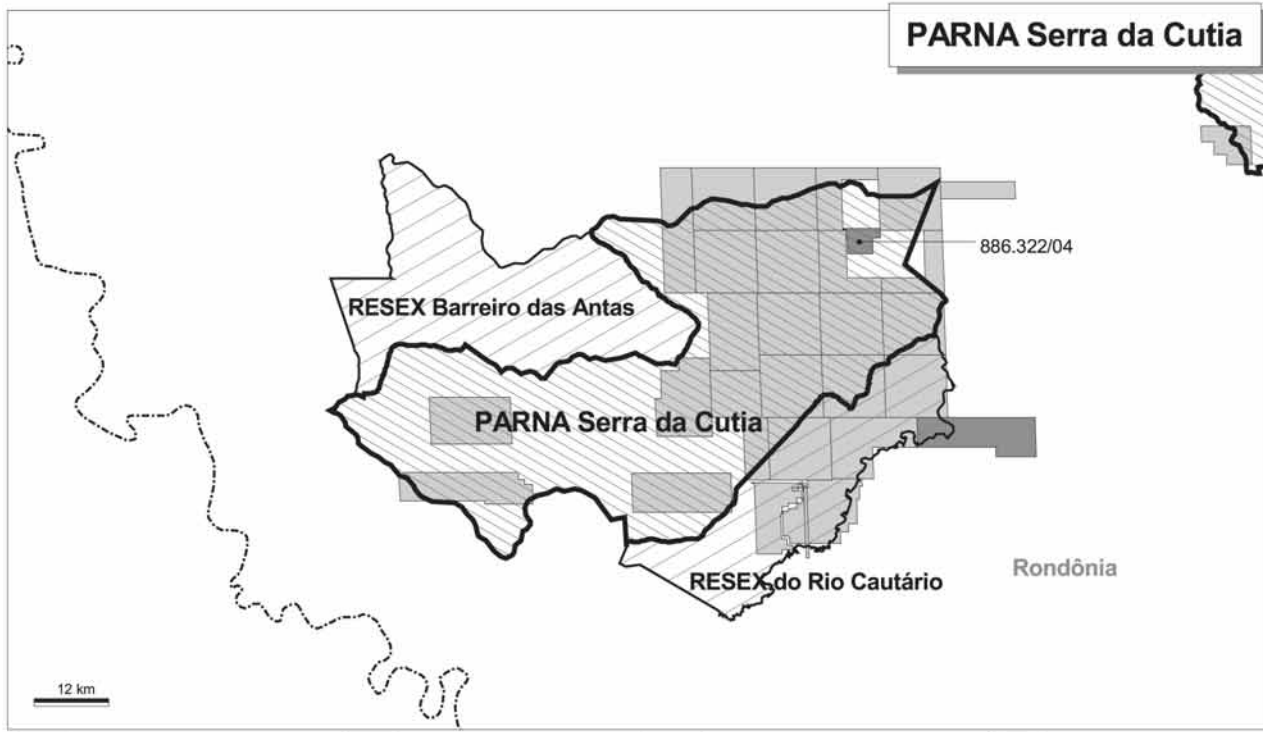 PARNA Serra da Cutia
886.322/04
RESEX Barreiro das Antas
PARNA Serra da Cutia
Rondônia
RESEX do Rio Cautário
12 km